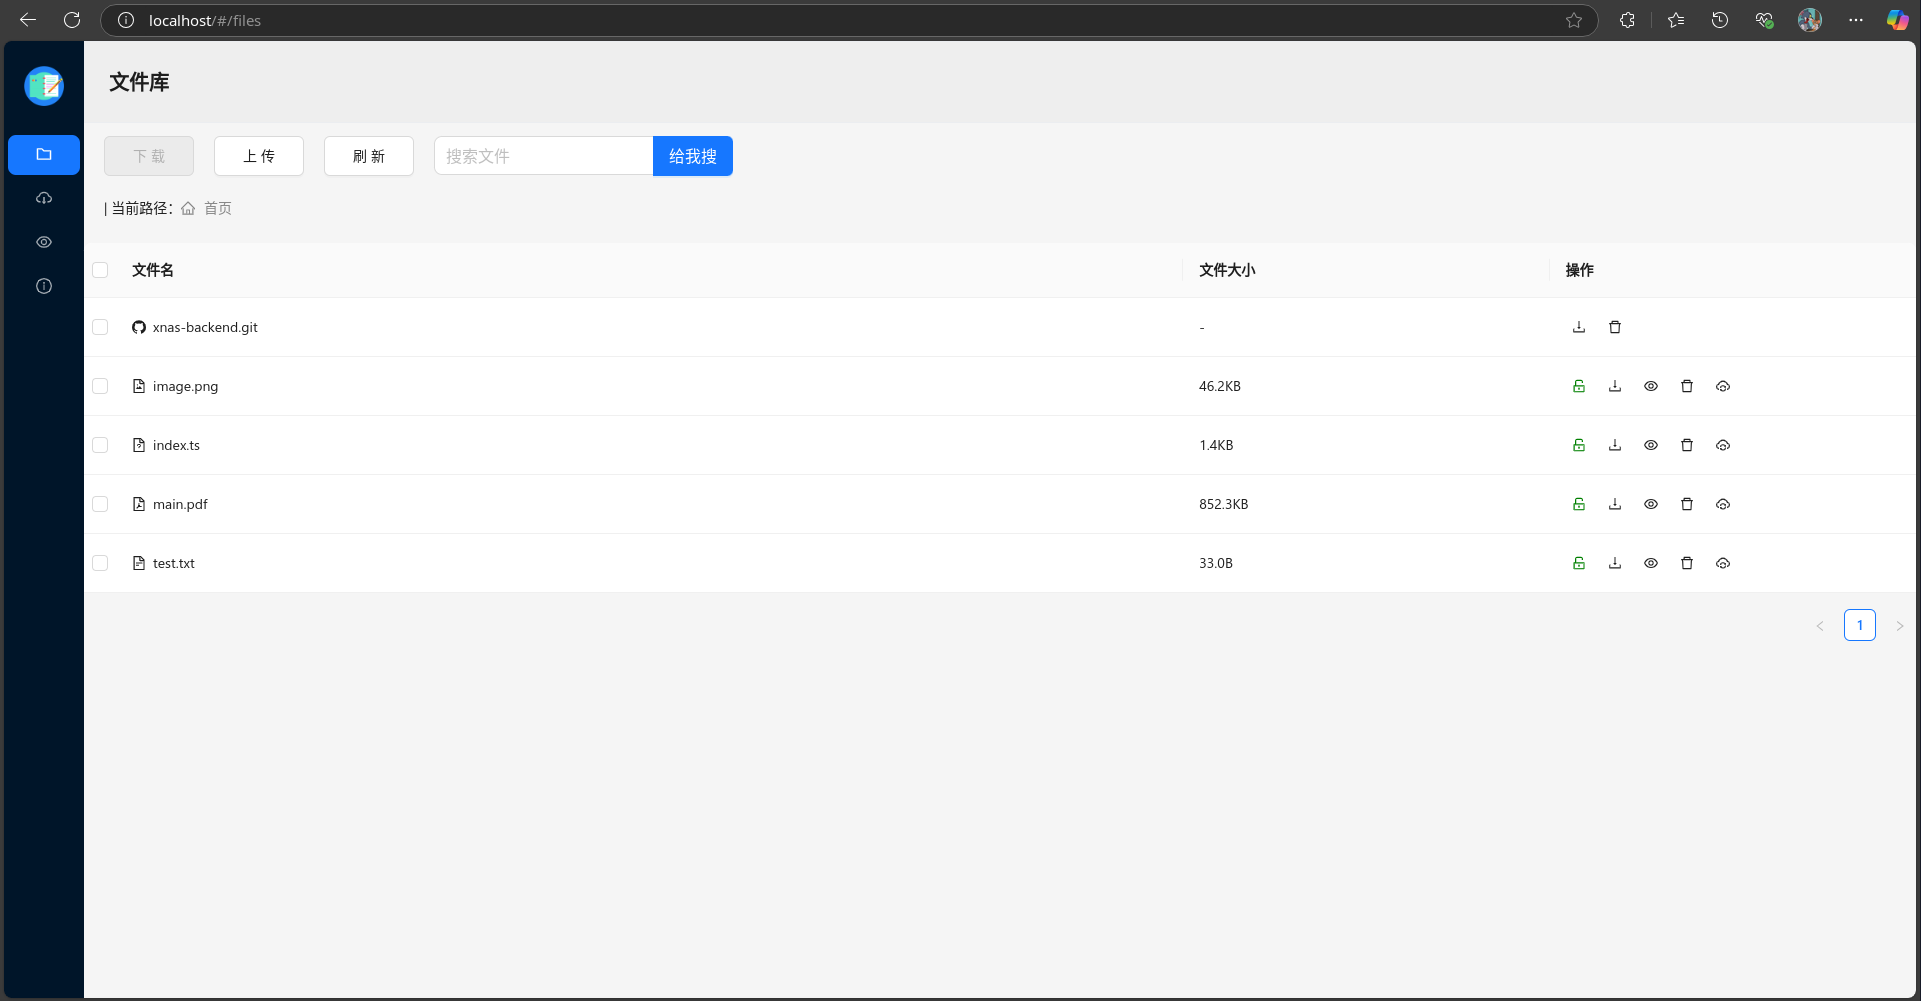 localhost/#/files
文件库
下 载 上 传 刷 新 搜索文件 给我搜
| 当前路径： 首页
文件名 文件大小 操作
xnas-backend.git -
image.png 46.2KB
index.ts 1.4KB
main.pdf 852.3KB
test.txt 33.0B
< 1 >